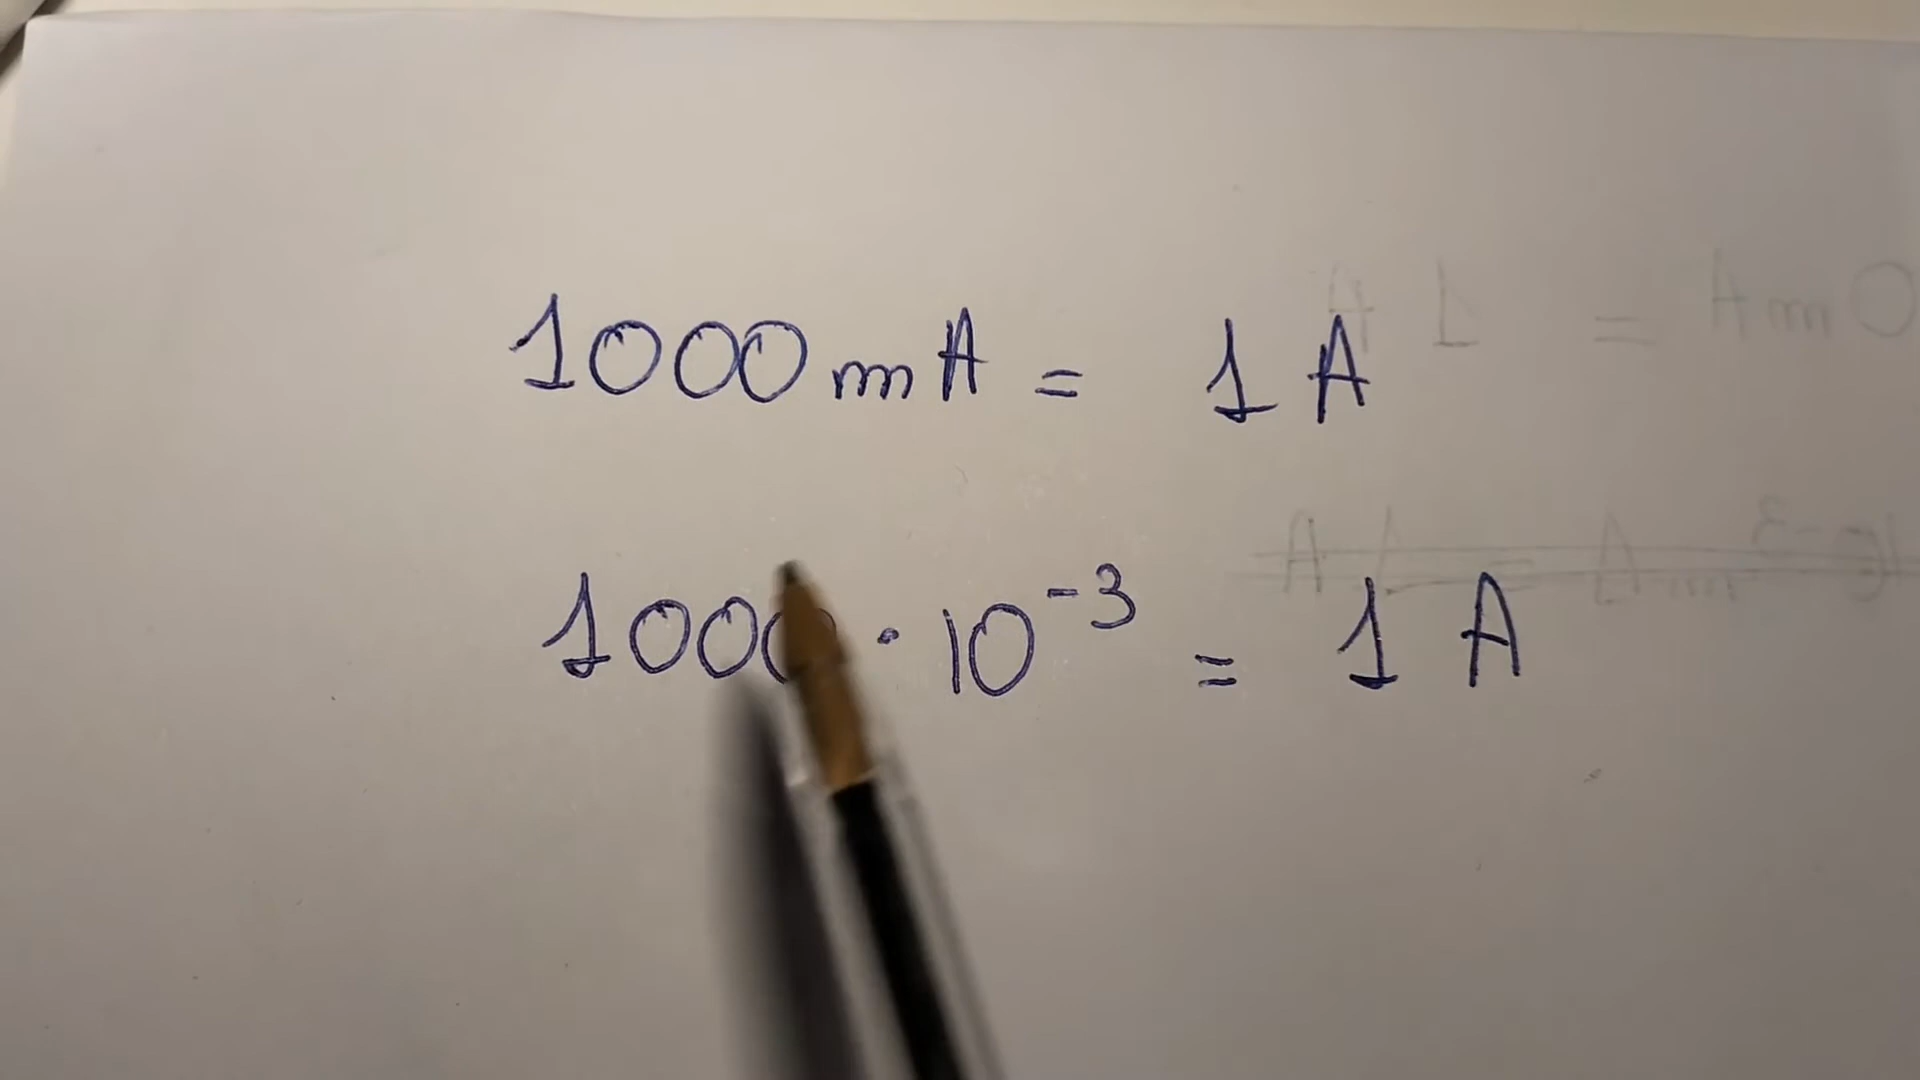 1000 mA = 1 A
1000 · 10⁻³ = 1 A